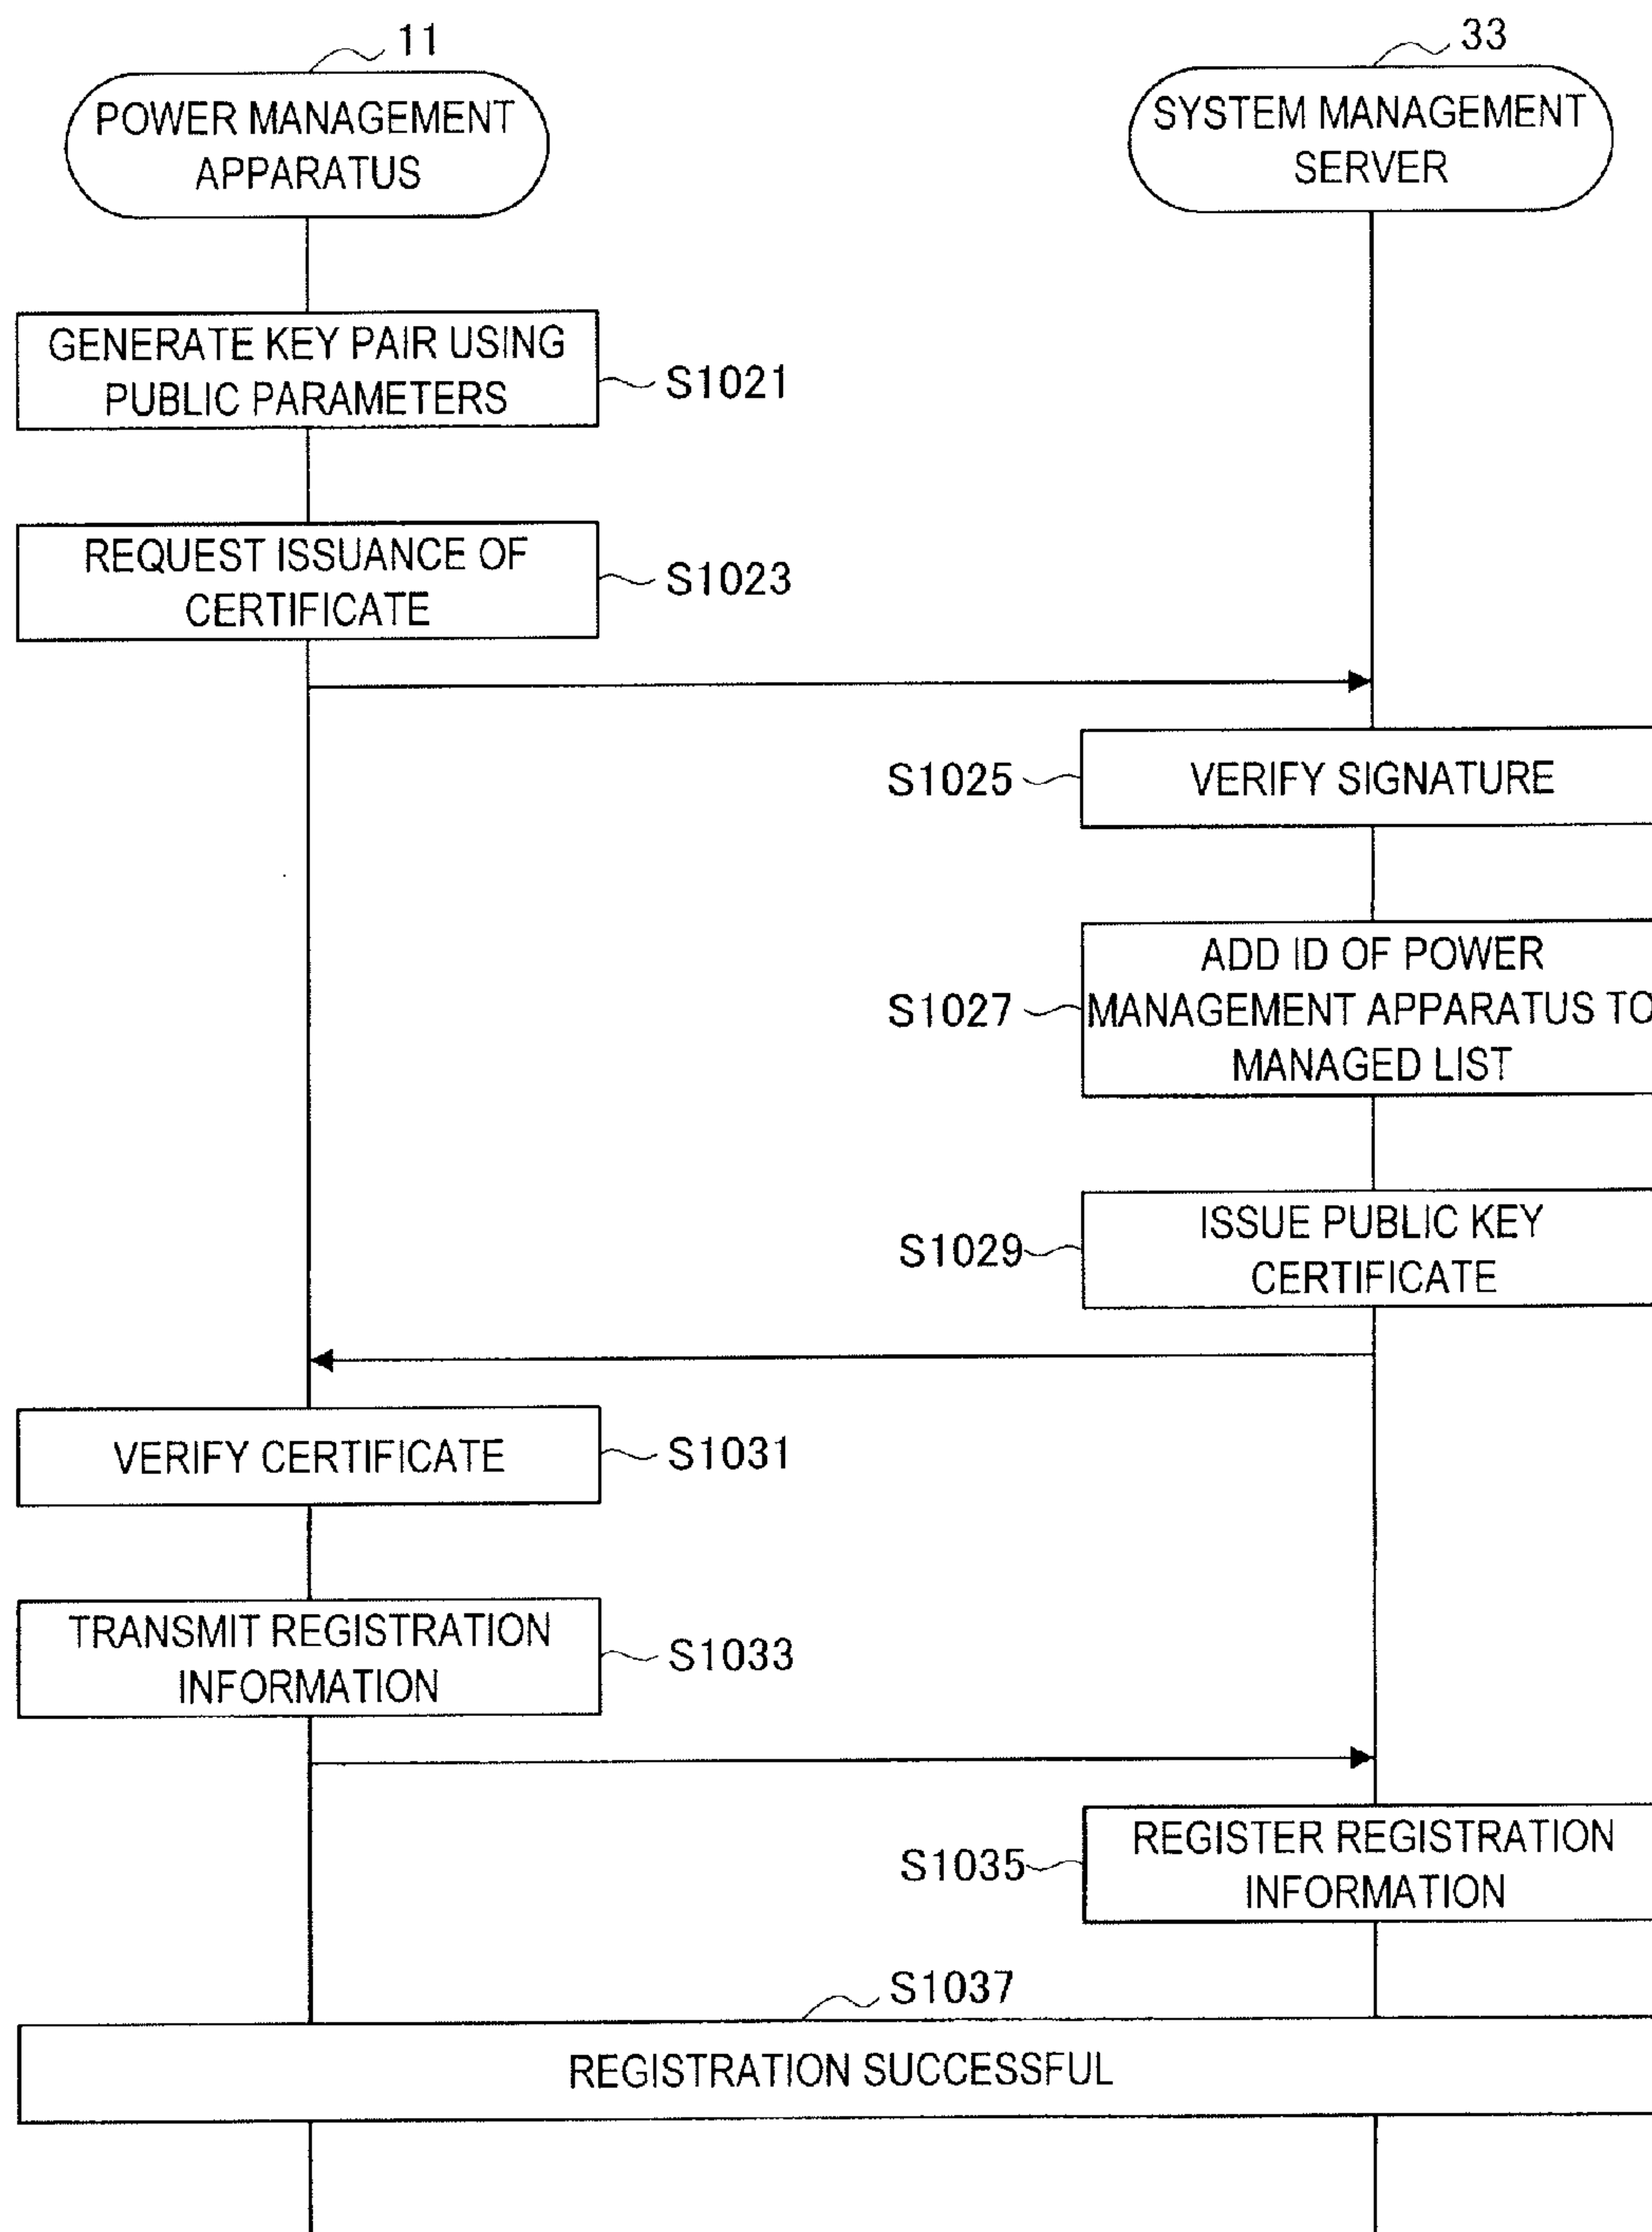 11
POWER MANAGEMENT
APPARATUS
33
SYSTEM MANAGEMENT
SERVER
GENERATE KEY PAIR USING
PUBLIC PARAMETERS
S1021
REQUEST ISSUANCE OF
CERTIFICATE
S1023
S1025
VERIFY SIGNATURE
S1027
ADD ID OF POWER
MANAGEMENT APPARATUS TO
MANAGED LIST
S1029
ISSUE PUBLIC KEY
CERTIFICATE
VERIFY CERTIFICATE
S1031
TRANSMIT REGISTRATION
INFORMATION
S1033
S1035
REGISTER REGISTRATION
INFORMATION
S1037
REGISTRATION SUCCESSFUL